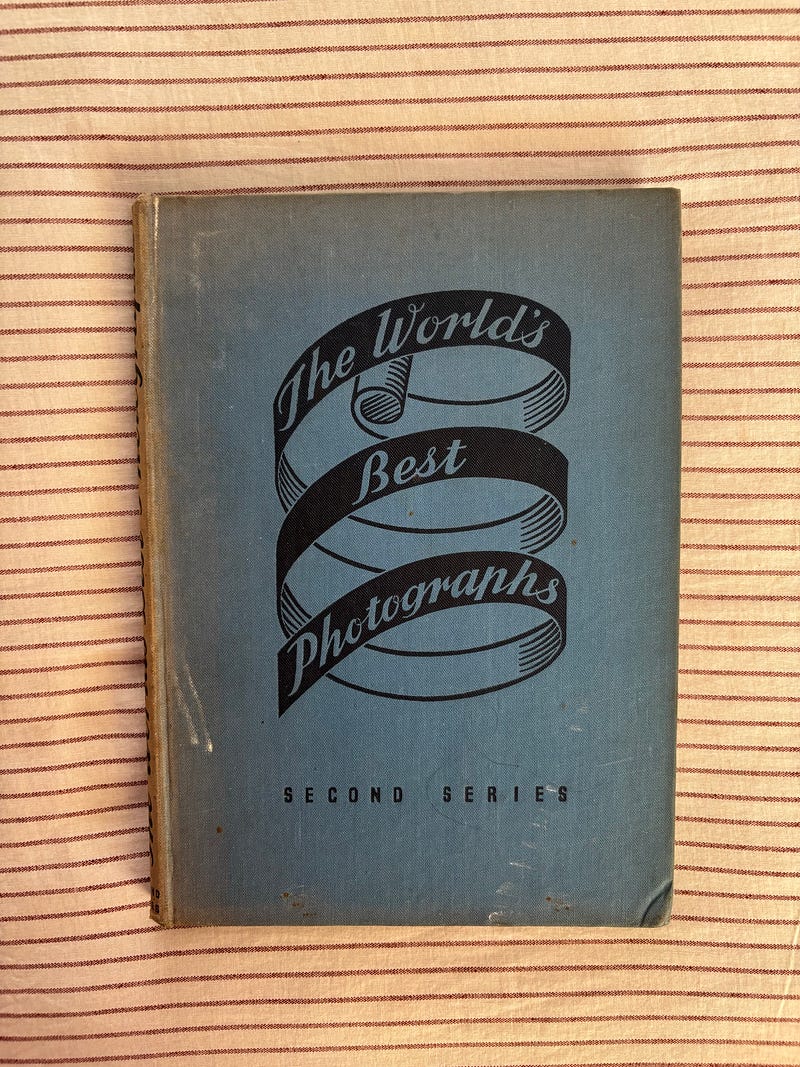 The World's
Best
Photographs
SECOND SERIES